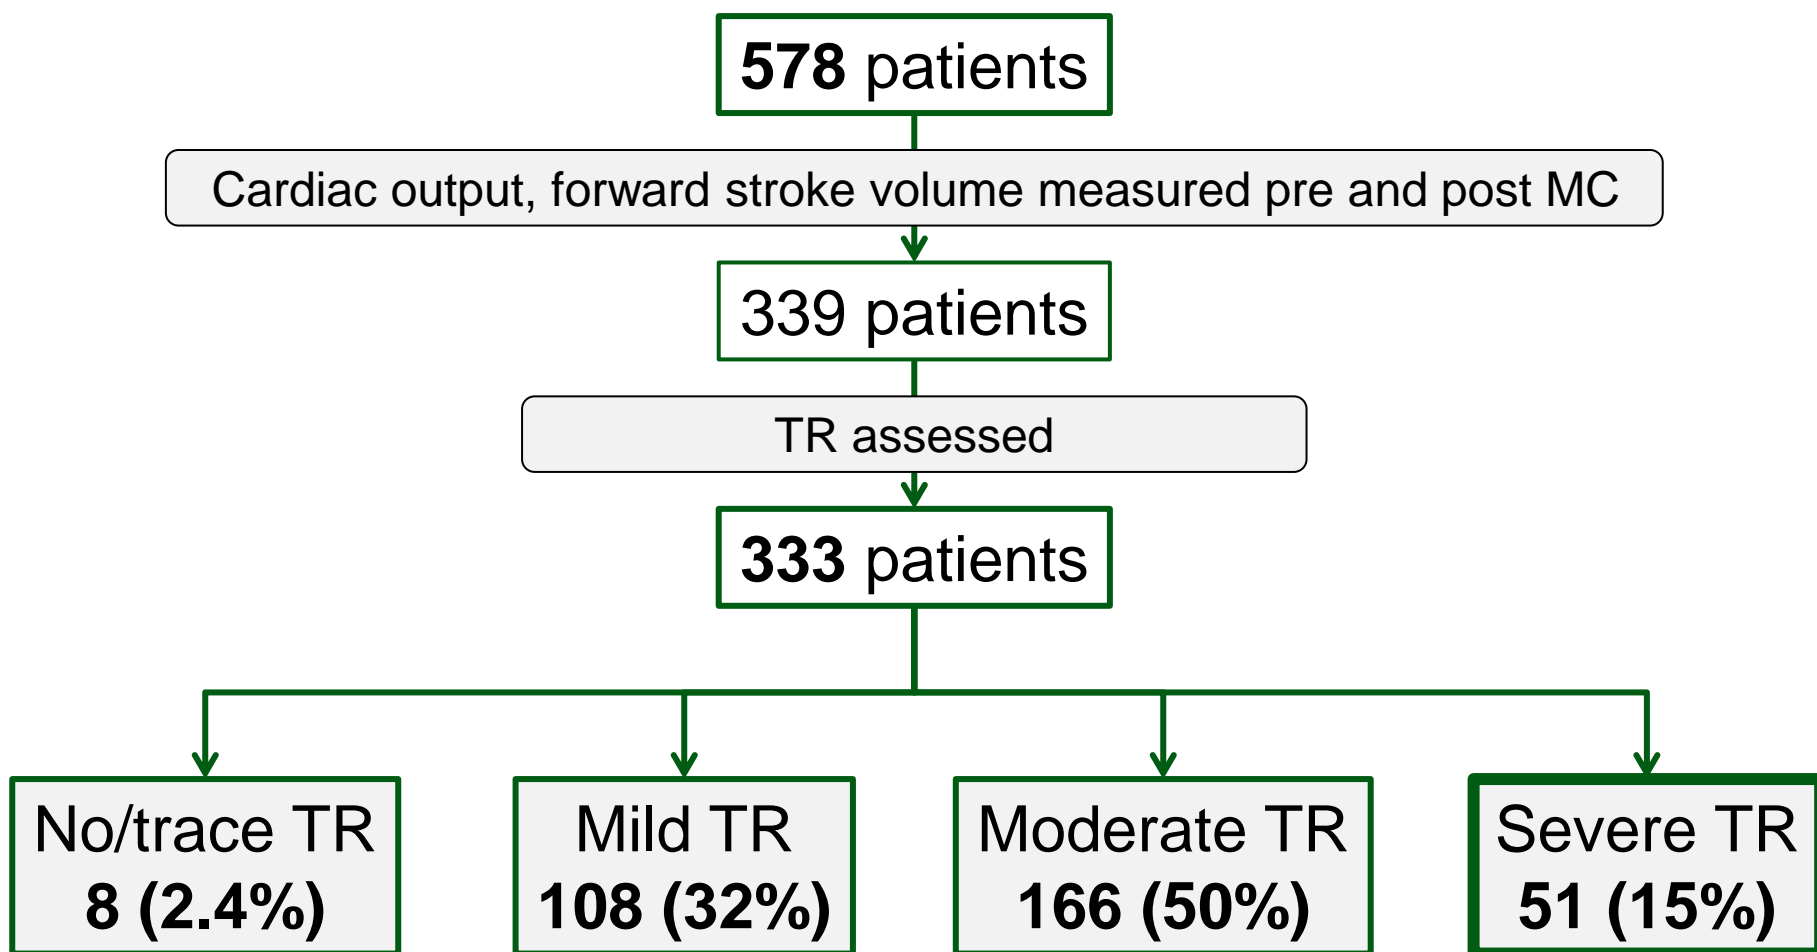 578 patients
Cardiac output, forward stroke volume measured pre and post MC
339 patients
TR assessed
333 patients
No/trace TR
8 (2.4%)
Mild TR
108 (32%)
Moderate TR
166 (50%)
Severe TR
51 (15%)